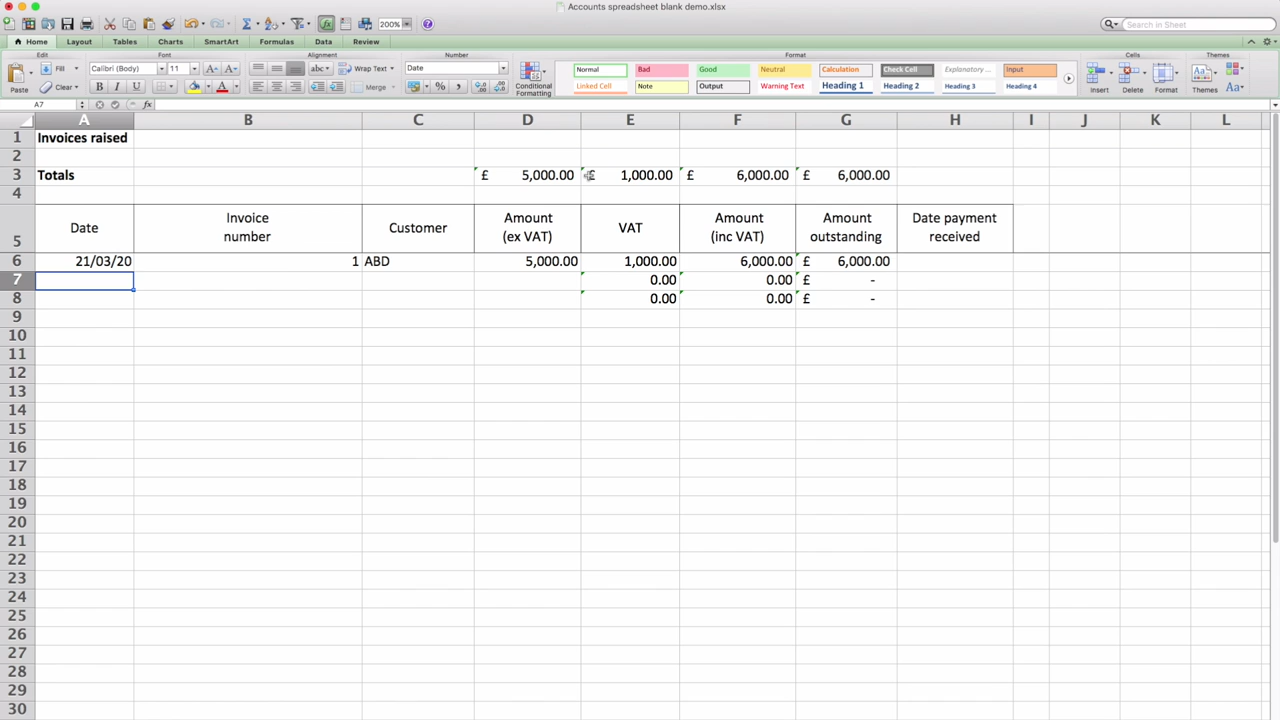 Accounts spreadsheet blank demo.xlsx
200%
Search in Sheet
Home Layout Tables Charts SmartArt Formulas Data Review
Edit Font Alignment Number Format Cells Themes
Paste Fill Clear Calibri (Body) 11 abc Wrap Text Merge Date Conditional Formatting Normal Bad Good Neutral Calculation Check Cell Explanatory ... Input Insert Delete Format Themes Aa
B I U A % Linked Cell Note Output Warning Text Heading 1 Heading 2 Heading 3 Heading 4
A7 fx
A B C D E F G H I J K L
1 Invoices raised
2
3 Totals £ 5,000.00 £ 1,000.00 £ 6,000.00 £ 6,000.00
4
Date Invoice number Customer Amount (ex VAT) VAT Amount (inc VAT) Amount outstanding Date payment received
5
6 21/03/20 1 ABD 5,000.00 1,000.00 6,000.00 £ 6,000.00
7 0.00 0.00 £ -
8 0.00 0.00 £ -
9
10
11
12
13
14
15
16
17
18
19
20
21
22
23
24
25
26
27
28
29
30